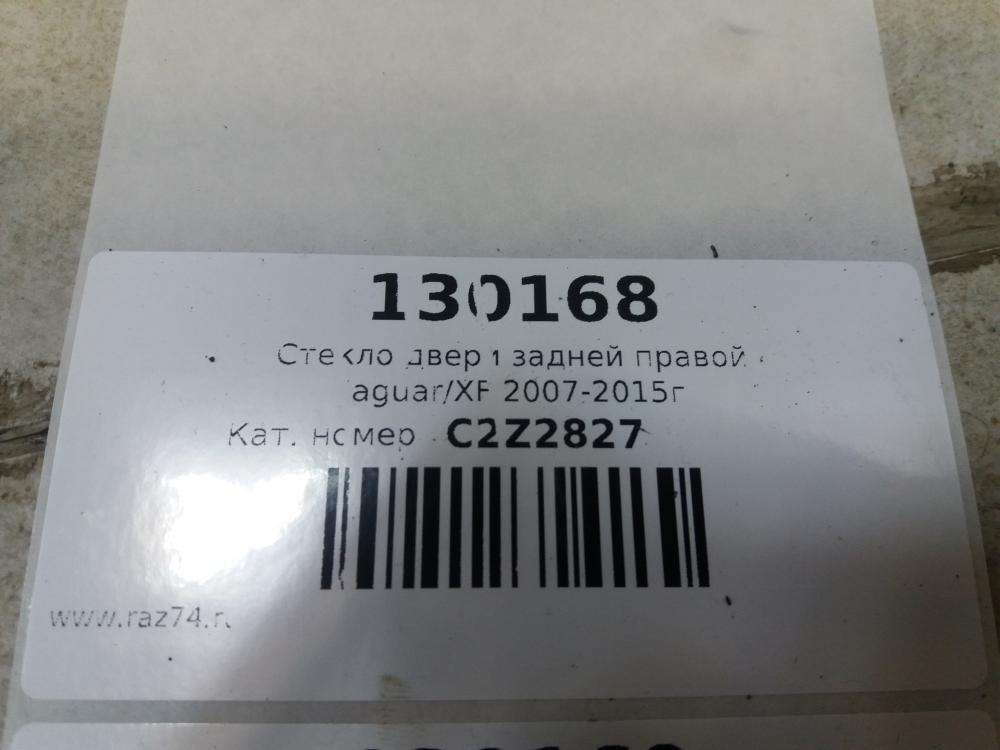 130168
Стекло двери задней правой
aguar/XF 2007-2015г
Кат. номер C2Z2827
www.raz74.r